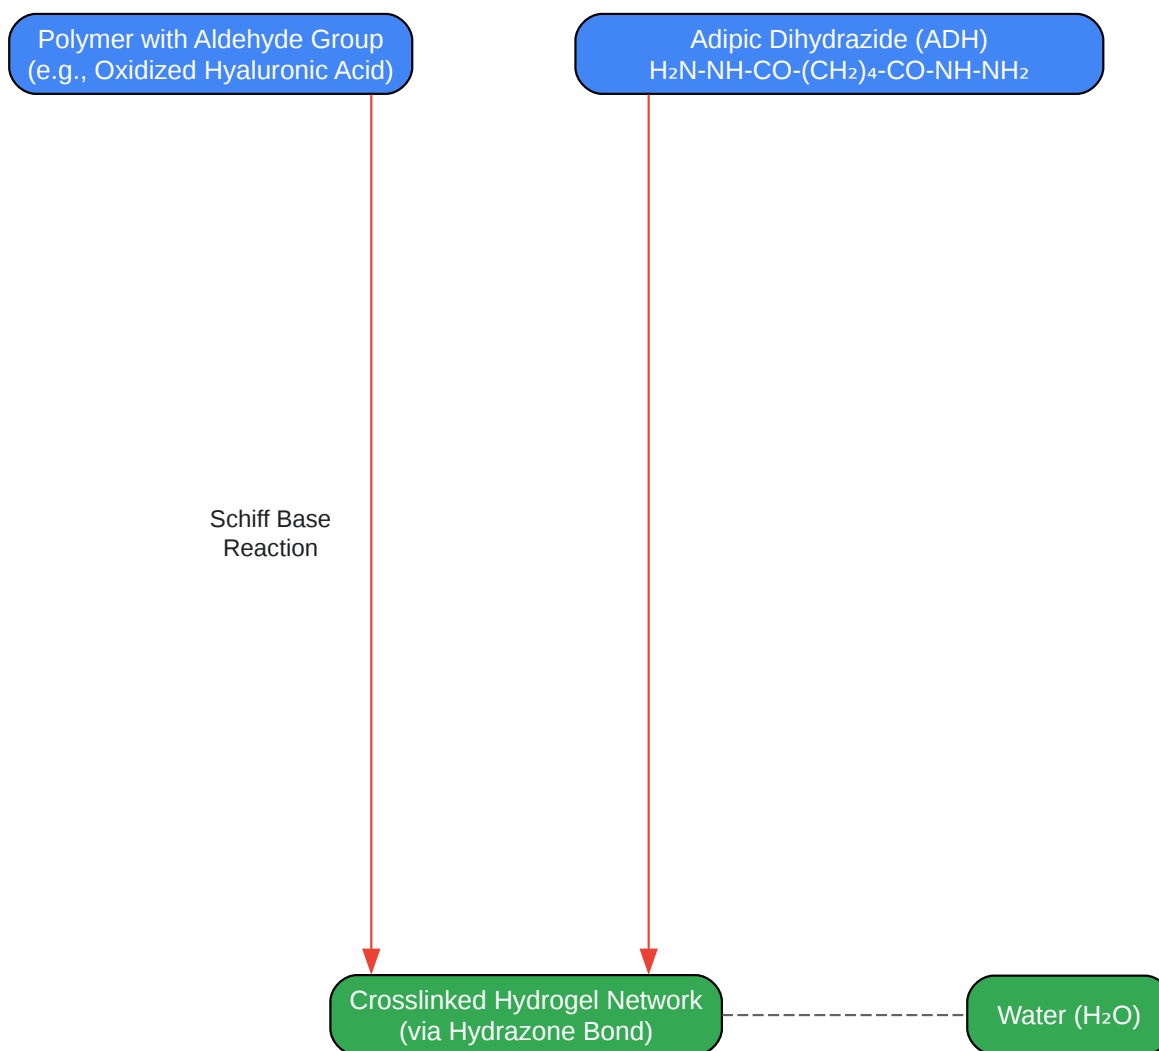 Polymer with Aldehyde Group
(e.g., Oxidized Hyaluronic Acid)
Adipic Dihydrazide (ADH)
H₂N-NH-CO-(CH₂)₄-CO-NH-NH₂
Schiff Base
Reaction
Crosslinked Hydrogel Network
(via Hydrazone Bond)
Water (H₂O)